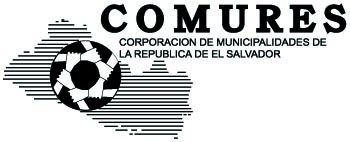 COMURES
CORPORACION DE MUNICIPALIDADES DE
LA REPUBLICA DE EL SALVADOR